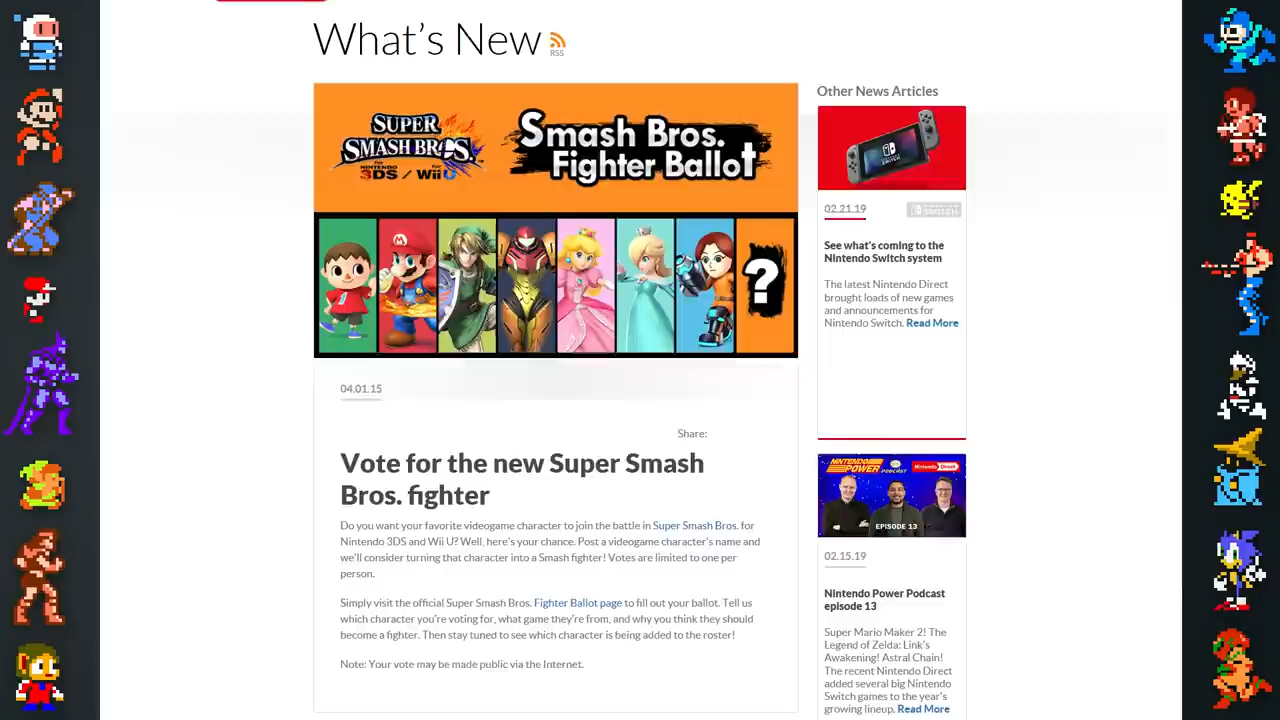 What's New
RSS
SUPER
SMASH BROS.
FOR
NINTENDO
3DS / Wii U
Smash Bros.
Fighter Ballot
?
04.01.15
Share:
Vote for the new Super Smash
Bros. fighter
Do you want your favorite videogame character to join the battle in Super Smash Bros. for
Nintendo 3DS and Wii U? Well, here's your chance. Post a videogame character's name and
we'll consider turning that character into a Smash fighter! Votes are limited to one per
person.
Simply visit the official Super Smash Bros. Fighter Ballot page to fill out your ballot. Tell us
which character you're voting for, what game they're from, and why you think they should
become a fighter. Then stay tuned to see which character is being added to the roster!
Note: Your vote may be made public via the Internet.
Other News Articles
SWITCH
02.21.19
SWITCH
See what's coming to the
Nintendo Switch system
The latest Nintendo Direct
brought loads of new games
and announcements for
Nintendo Switch. Read More
NINTENDO
POWER
PODCAST
Nintendo Direct
EPISODE 13
02.15.19
Nintendo Power Podcast
episode 13
Super Mario Maker 2! The
Legend of Zelda: Link's
Awakening! Astral Chain!
The recent Nintendo Direct
added several big Nintendo
Switch games to the year's
growing lineup. Read More